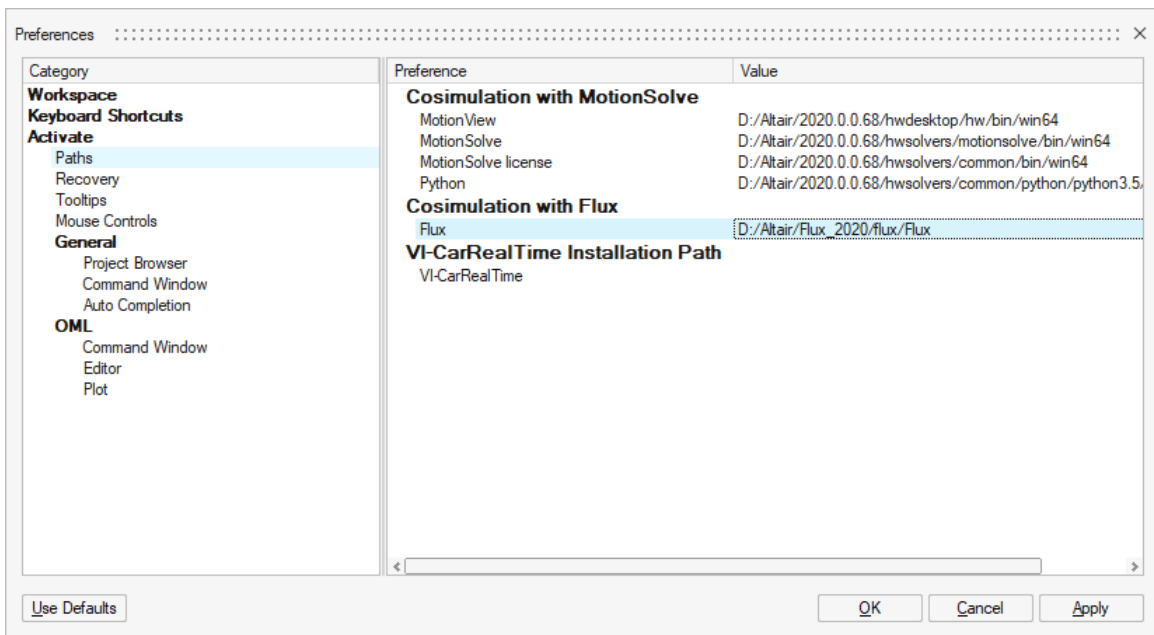 Preferences
Category
Workspace
Keyboard Shortcuts
Activate
Paths
Recovery
Tooltips
Mouse Controls
General
Project Browser
Command Window
Auto Completion
OML
Command Window
Editor
Plot
Preference Value
Cosimulation with MotionSolve
MotionView D:/Altair/2020.0.0.68/hwdesktop/hw/bin/win64
MotionSolve D:/Altair/2020.0.0.68/hwsolvers/motionsolve/bin/win64
MotionSolve license D:/Altair/2020.0.0.68/hwsolvers/common/bin/win64
Python D:/Altair/2020.0.0.68/hwsolvers/common/python/python3.5/
Cosimulation with Flux
Flux D:/Altair/Flux_2020/flux/Flux
VI-CarRealTime Installation Path
VI-CarRealTime
Use Defaults OK Cancel Apply